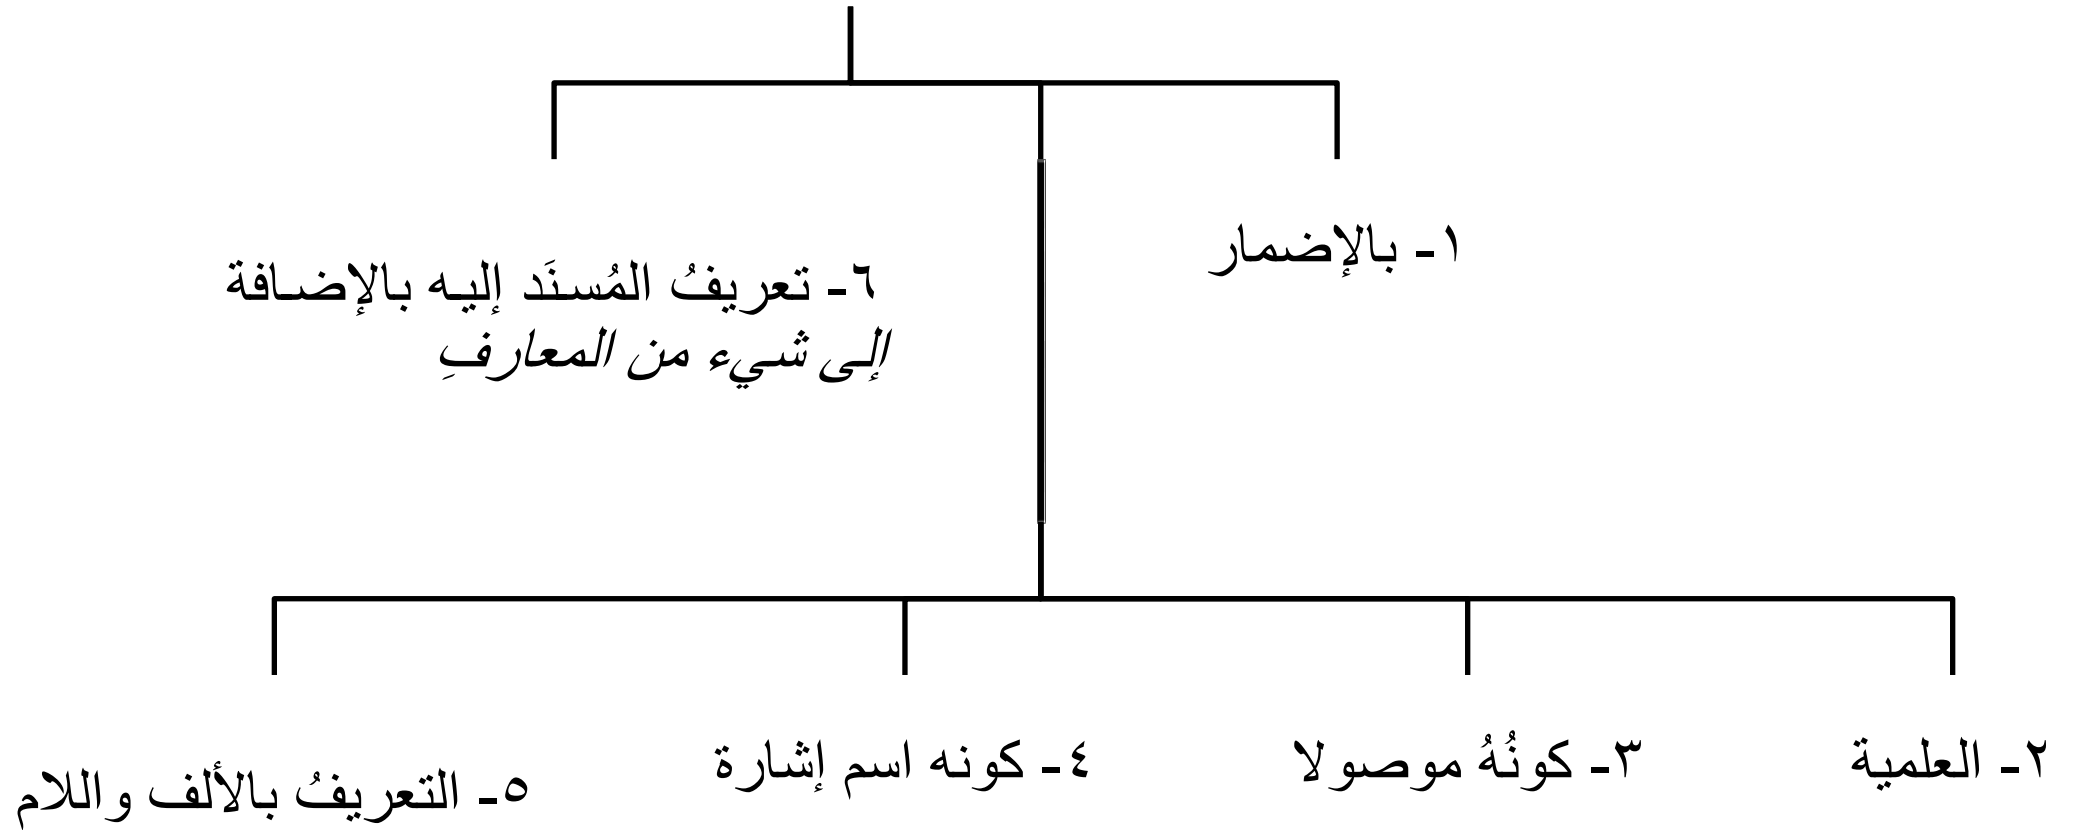 ١- بالإضمار
٦- تعريفُ المُسنَد إليه بالإضافة
إلى شيء من المعارفِ
٢- العلمية
٣- كونُهُ موصولا
٤- كونه اسم إشارة
٥- التعريفُ بالألف واللام